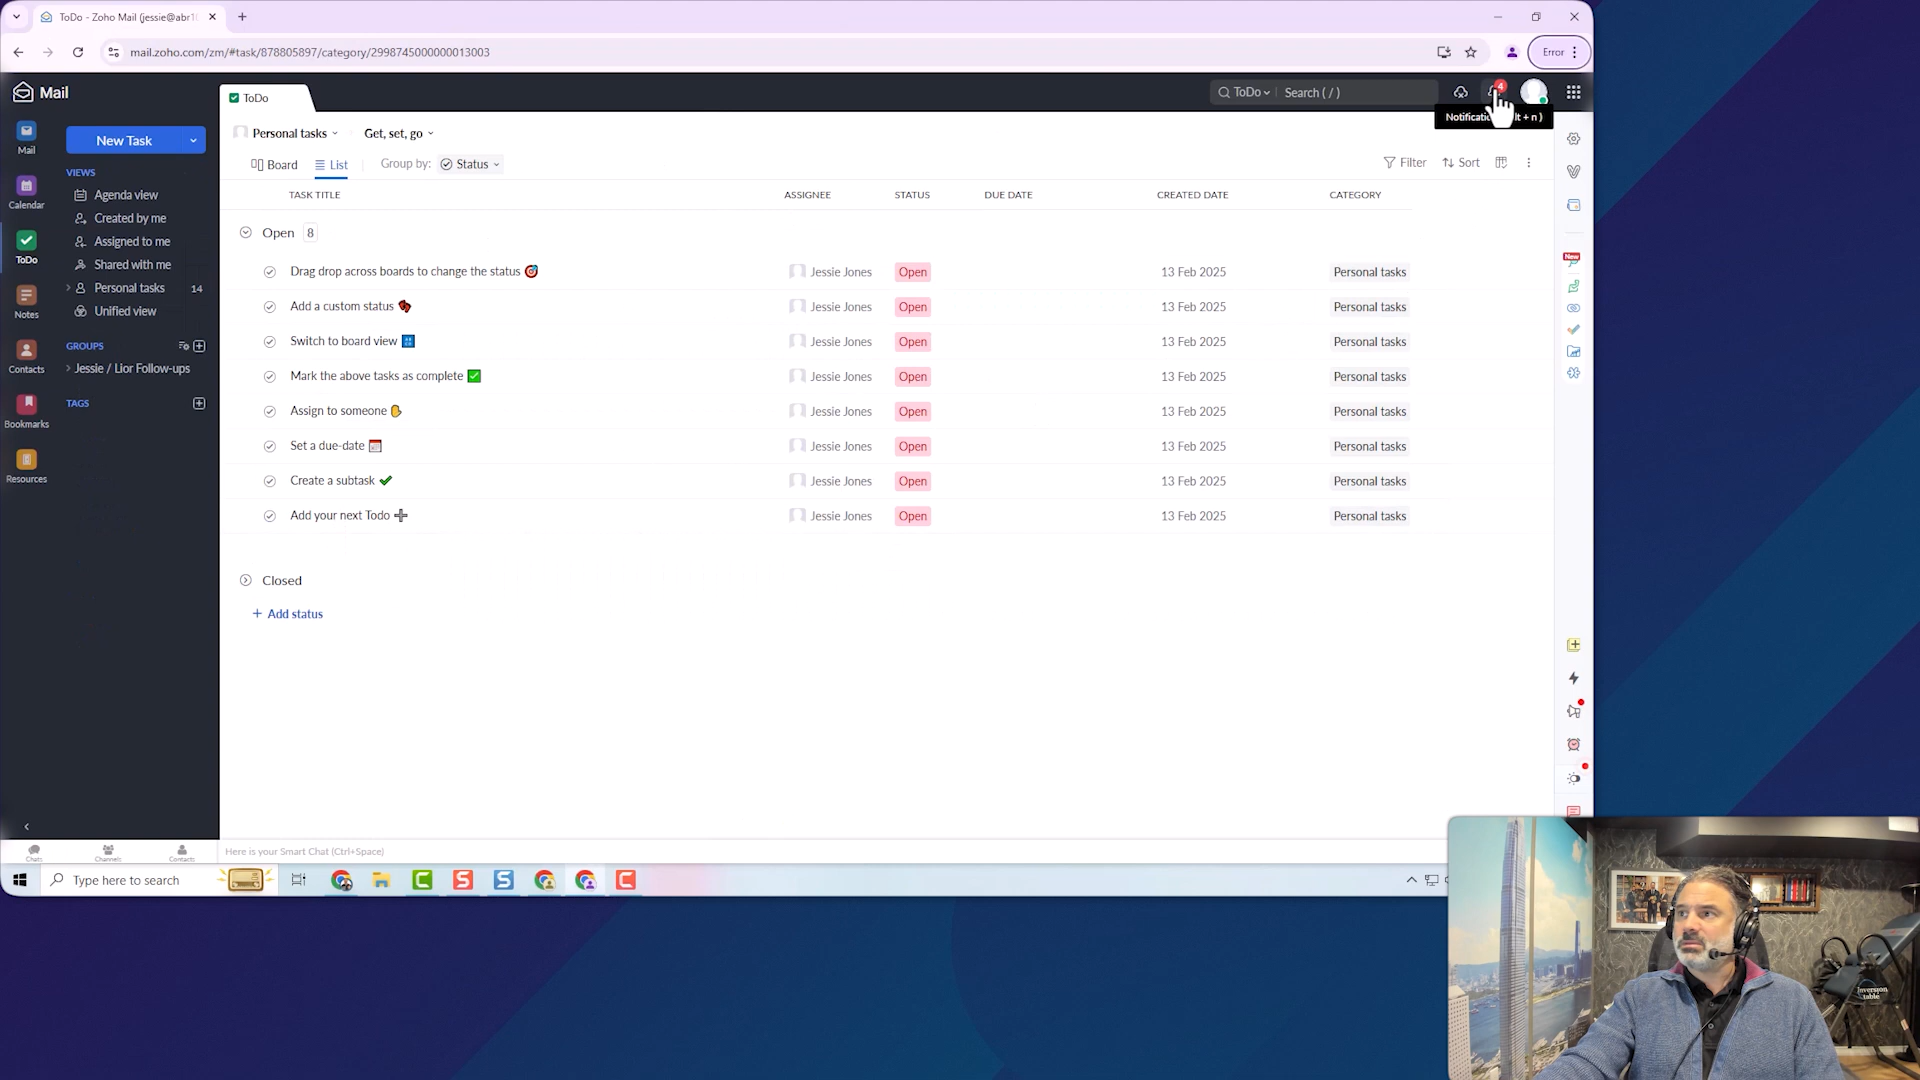 ToDo - Zoho Mail (jessie@abr1
mail.zoho.com/zm/#task/878805897/category/2998745000000013003
Error
Mail
ToDo
ToDo
Search ( / )
4
Personal tasks
Get, set, go
Board
List
Group by:
Status
Filter
Sort
TASK TITLE
ASSIGNEE
STATUS
DUE DATE
CREATED DATE
CATEGORY
Open 8
Drag drop across boards to change the status
Jessie Jones
Open
13 Feb 2025
Personal tasks
Add a custom status
Jessie Jones
Open
13 Feb 2025
Personal tasks
Switch to board view
Jessie Jones
Open
13 Feb 2025
Personal tasks
Mark the above tasks as complete
Jessie Jones
Open
13 Feb 2025
Personal tasks
Assign to someone
Jessie Jones
Open
13 Feb 2025
Personal tasks
Set a due-date
Jessie Jones
Open
13 Feb 2025
Personal tasks
Create a subtask
Jessie Jones
Open
13 Feb 2025
Personal tasks
Add your next Todo
Jessie Jones
Open
13 Feb 2025
Personal tasks
Closed
+ Add status
Mail
Calendar
ToDo
Notes
Contacts
Bookmarks
Resources
New Task
VIEWS
Agenda view
Created by me
Assigned to me
Shared with me
Personal tasks 14
Unified view
GROUPS
Jessie / Lior Follow-ups
TAGS
New
Chats
Channels
Contacts
Here is your Smart Chat (Ctrl+Space)
Type here to search
Inversion
table